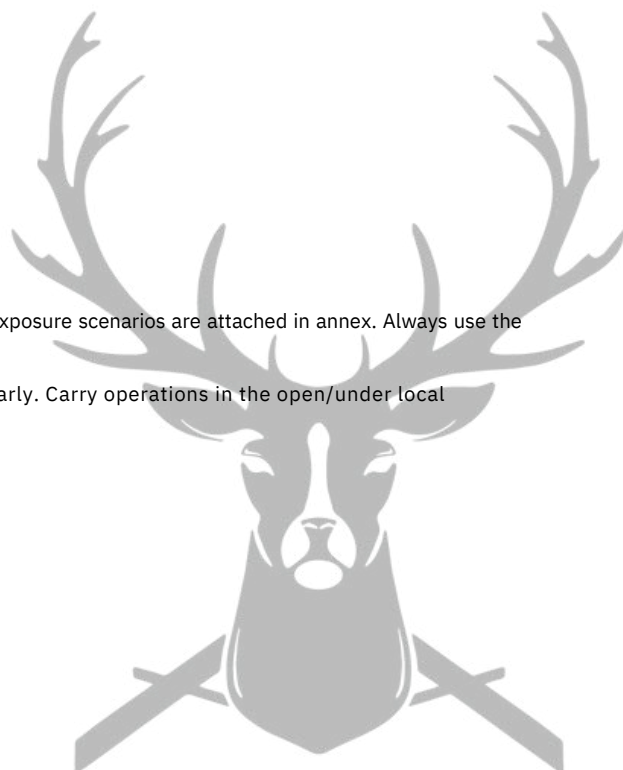 xposure scenarios are attached in annex. Always use the
arly. Carry operations in the open/under local